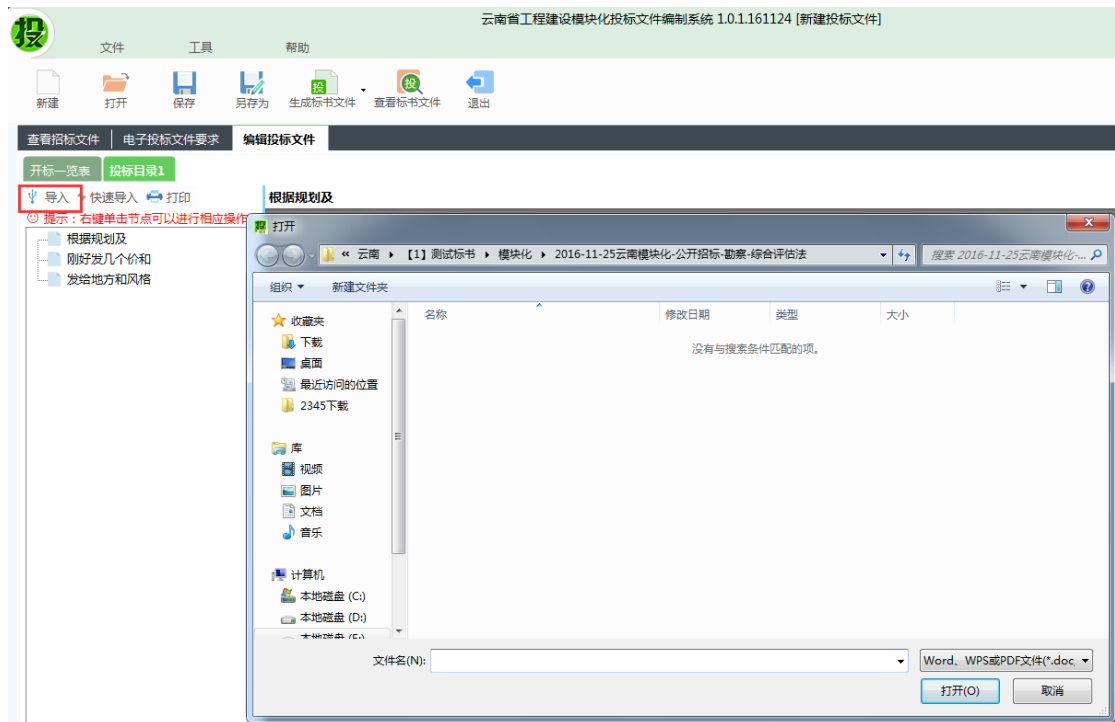 云南省工程建设模块化投标文件编制系统 1.0.1.161124 [新建投标文件]
投
文件 工具 帮助
投 投
新建 打开 保存 另存为 生成标书文件 查看标书文件 退出
查看招标文件 电子投标文件要求 编辑投标文件
开标一览表 投标目录1
导入 快速导入 打印 根据规划及
提示：右键单击节点可以进行相应操作
根据规划及
刚好发几个价和
发给地方和风格
投 打开
« 云南 【1】测试标书 模块化 2016-11-25云南模块化-公开招标-勘察-综合评估法
搜索 2016-11-25云南模块化-...
组织 新建文件夹
名称 修改日期 类型 大小
没有与搜索条件匹配的项。
收藏夹
下载
桌面
最近访问的位置
2345下载
库
视频
图片
文档
音乐
计算机
本地磁盘 (C:)
本地磁盘 (D:)
文件名(N): Word、WPS或PDF文件(*.doc,
打开(O) 取消